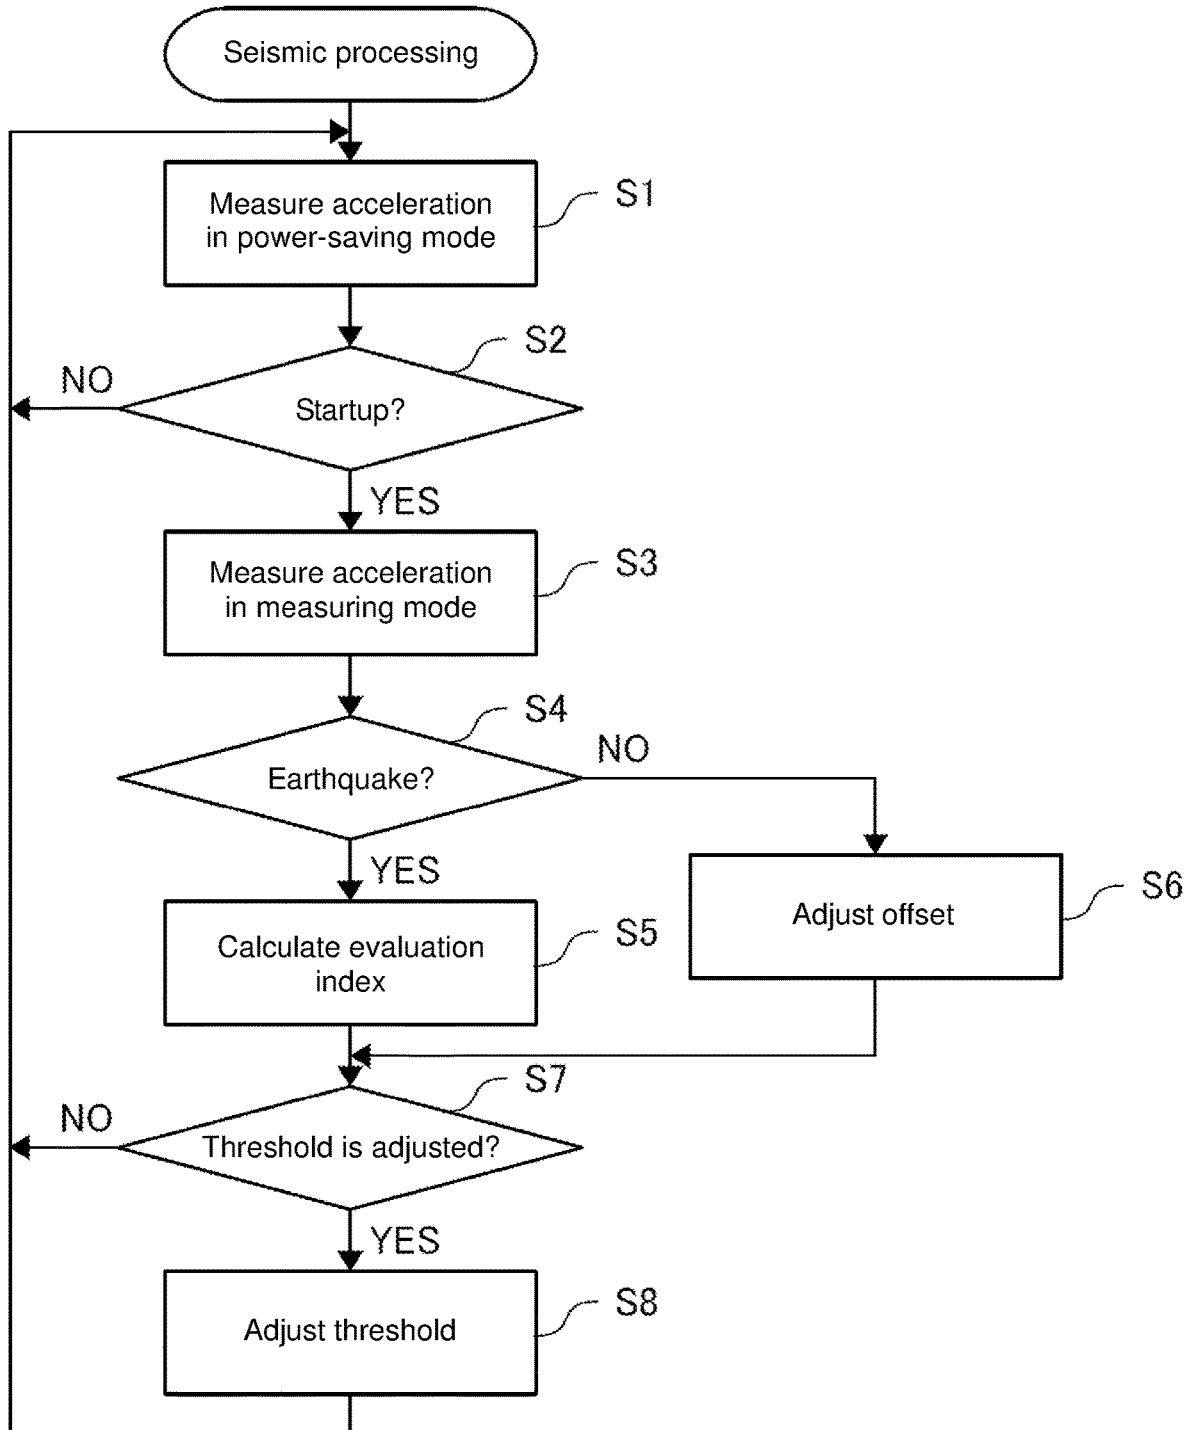 Seismic processing
Measure acceleration
in power-saving mode
S1
S2
NO
Startup?
YES
Measure acceleration
in measuring mode
S3
S4
NO
Earthquake?
YES
Calculate evaluation
index
S5
Adjust offset
S6
S7
NO
Threshold is adjusted?
YES
Adjust threshold
S8